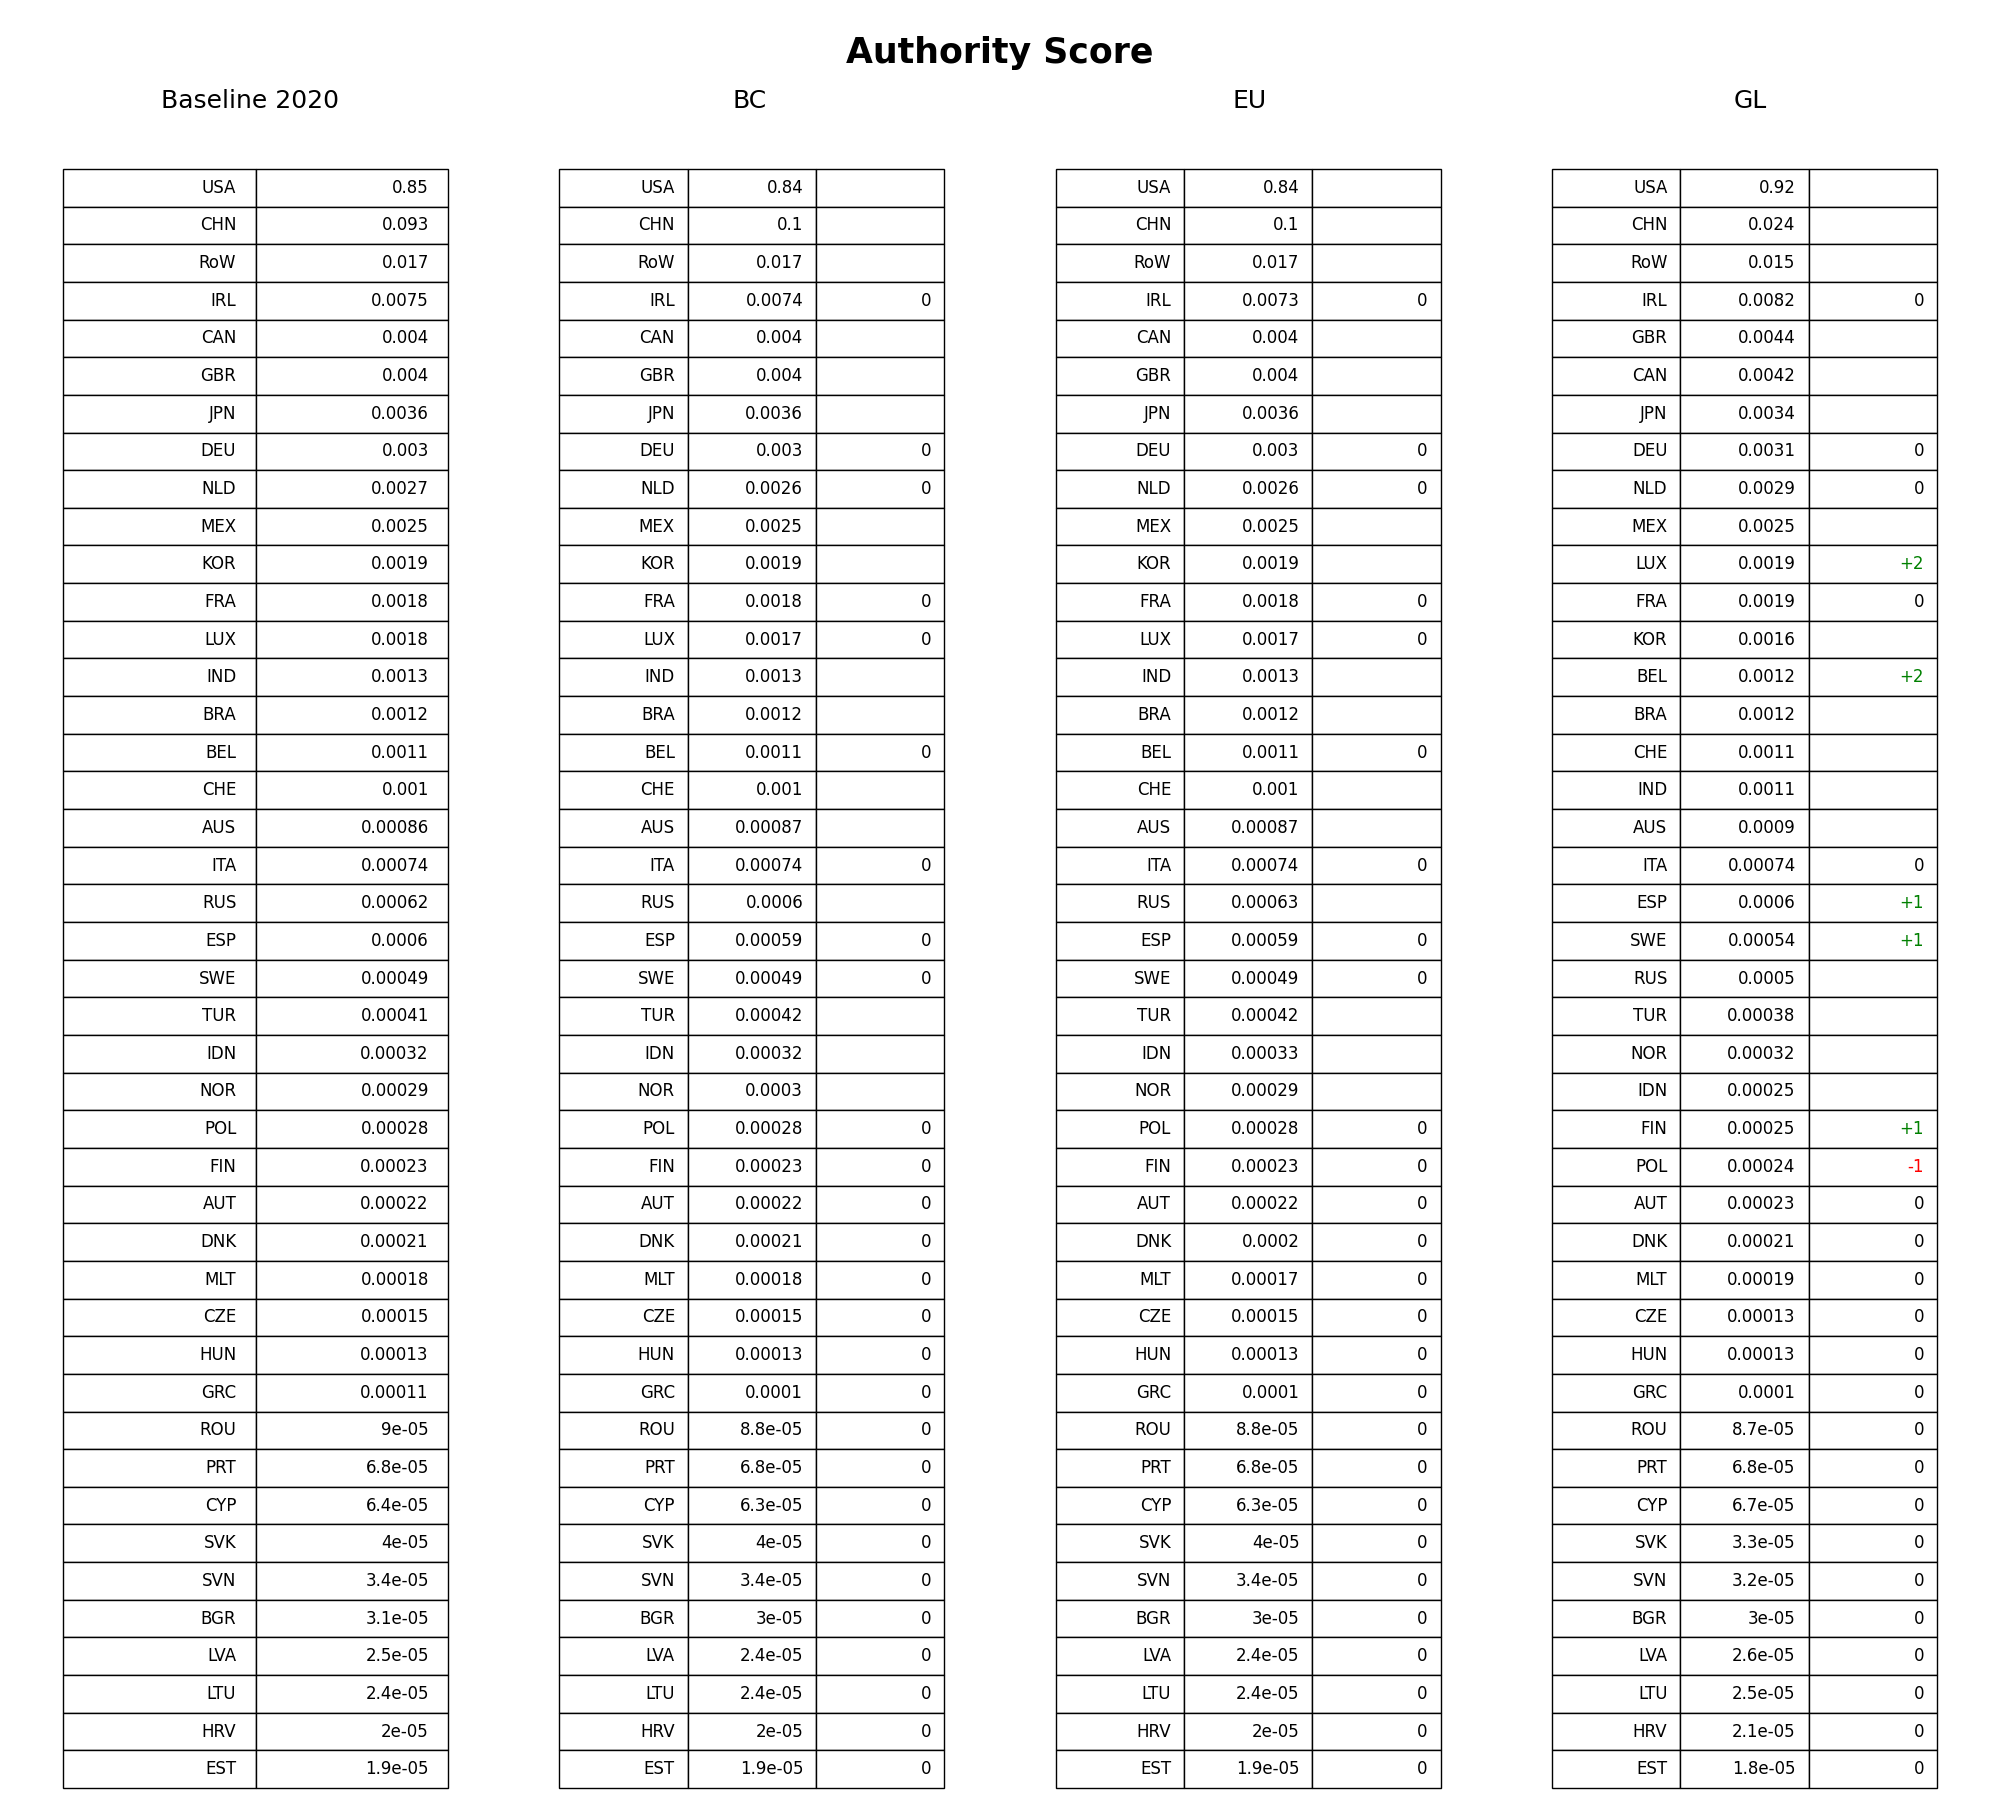 Authority Score
Baseline 2020 BC EU GL
USA 0.85 USA 0.84 USA 0.84 USA 0.92
CHN 0.093 CHN 0.1 CHN 0.1 CHN 0.024
RoW 0.017 RoW 0.017 RoW 0.017 RoW 0.015
IRL 0.0075 IRL 0.0074 0 IRL 0.0073 0 IRL 0.0082 0
CAN 0.004 CAN 0.004 CAN 0.004 GBR 0.0044
GBR 0.004 GBR 0.004 GBR 0.004 CAN 0.0042
JPN 0.0036 JPN 0.0036 JPN 0.0036 JPN 0.0034
DEU 0.003 DEU 0.003 0 DEU 0.003 0 DEU 0.0031 0
NLD 0.0027 NLD 0.0026 0 NLD 0.0026 0 NLD 0.0029 0
MEX 0.0025 MEX 0.0025 MEX 0.0025 MEX 0.0025
KOR 0.0019 KOR 0.0019 KOR 0.0019 LUX 0.0019 +2
FRA 0.0018 FRA 0.0018 0 FRA 0.0018 0 FRA 0.0019 0
LUX 0.0018 LUX 0.0017 0 LUX 0.0017 0 KOR 0.0016
IND 0.0013 IND 0.0013 IND 0.0013 BEL 0.0012 +2
BRA 0.0012 BRA 0.0012 BRA 0.0012 BRA 0.0012
BEL 0.0011 BEL 0.0011 0 BEL 0.0011 0 CHE 0.0011
CHE 0.001 CHE 0.001 CHE 0.001 IND 0.0011
AUS 0.00086 AUS 0.00087 AUS 0.00087 AUS 0.0009
ITA 0.00074 ITA 0.00074 0 ITA 0.00074 0 ITA 0.00074 0
RUS 0.00062 RUS 0.0006 RUS 0.00063 ESP 0.0006 +1
ESP 0.0006 ESP 0.00059 0 ESP 0.00059 0 SWE 0.00054 +1
SWE 0.00049 SWE 0.00049 0 SWE 0.00049 0 RUS 0.0005
TUR 0.00041 TUR 0.00042 TUR 0.00042 TUR 0.00038
IDN 0.00032 IDN 0.00032 IDN 0.00033 NOR 0.00032
NOR 0.00029 NOR 0.0003 NOR 0.00029 IDN 0.00025
POL 0.00028 POL 0.00028 0 POL 0.00028 0 FIN 0.00025 +1
FIN 0.00023 FIN 0.00023 0 FIN 0.00023 0 POL 0.00024 -1
AUT 0.00022 AUT 0.00022 0 AUT 0.00022 0 AUT 0.00023 0
DNK 0.00021 DNK 0.00021 0 DNK 0.0002 0 DNK 0.00021 0
MLT 0.00018 MLT 0.00018 0 MLT 0.00017 0 MLT 0.00019 0
CZE 0.00015 CZE 0.00015 0 CZE 0.00015 0 CZE 0.00013 0
HUN 0.00013 HUN 0.00013 0 HUN 0.00013 0 HUN 0.00013 0
GRC 0.00011 GRC 0.0001 0 GRC 0.0001 0 GRC 0.0001 0
ROU 9e-05 ROU 8.8e-05 0 ROU 8.8e-05 0 ROU 8.7e-05 0
PRT 6.8e-05 PRT 6.8e-05 0 PRT 6.8e-05 0 PRT 6.8e-05 0
CYP 6.4e-05 CYP 6.3e-05 0 CYP 6.3e-05 0 CYP 6.7e-05 0
SVK 4e-05 SVK 4e-05 0 SVK 4e-05 0 SVK 3.3e-05 0
SVN 3.4e-05 SVN 3.4e-05 0 SVN 3.4e-05 0 SVN 3.2e-05 0
BGR 3.1e-05 BGR 3e-05 0 BGR 3e-05 0 BGR 3e-05 0
LVA 2.5e-05 LVA 2.4e-05 0 LVA 2.4e-05 0 LVA 2.6e-05 0
LTU 2.4e-05 LTU 2.4e-05 0 LTU 2.4e-05 0 LTU 2.5e-05 0
HRV 2e-05 HRV 2e-05 0 HRV 2e-05 0 HRV 2.1e-05 0
EST 1.9e-05 EST 1.9e-05 0 EST 1.9e-05 0 EST 1.8e-05 0